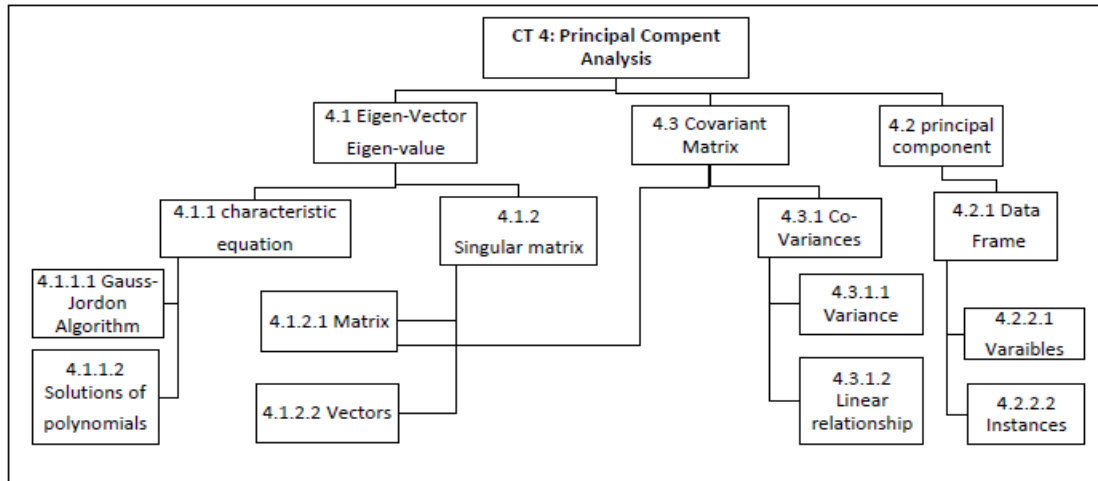 CT 4: Principal Compent
Analysis
4.1 Eigen-Vector
Eigen-value
4.3 Covariant
Matrix
4.2 principal
component
4.1.1 characteristic
equation
4.1.2
Singular matrix
4.3.1 Co-
Variances
4.2.1 Data
Frame
4.1.1.1 Gauss-
Jordon
Algorithm
4.1.2.1 Matrix
4.3.1.1
Variance
4.2.2.1
Varaibles
4.1.1.2
Solutions of
polynomials
4.1.2.2 Vectors
4.3.1.2
Linear
relationship
4.2.2.2
Instances